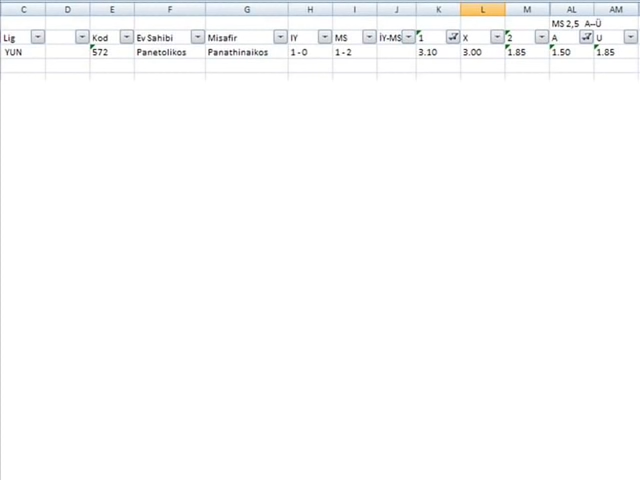 C D E F G H I J K L M AL AM
MS 2,5 A--Ü
Lig Kod Ev Sahibi Misafir IY MS İY-MS 1 X 2 A U
YUN 572 Panetolikos Panathinaikos 1 - 0 1 - 2 3.10 3.00 1.85 1.50 1.85